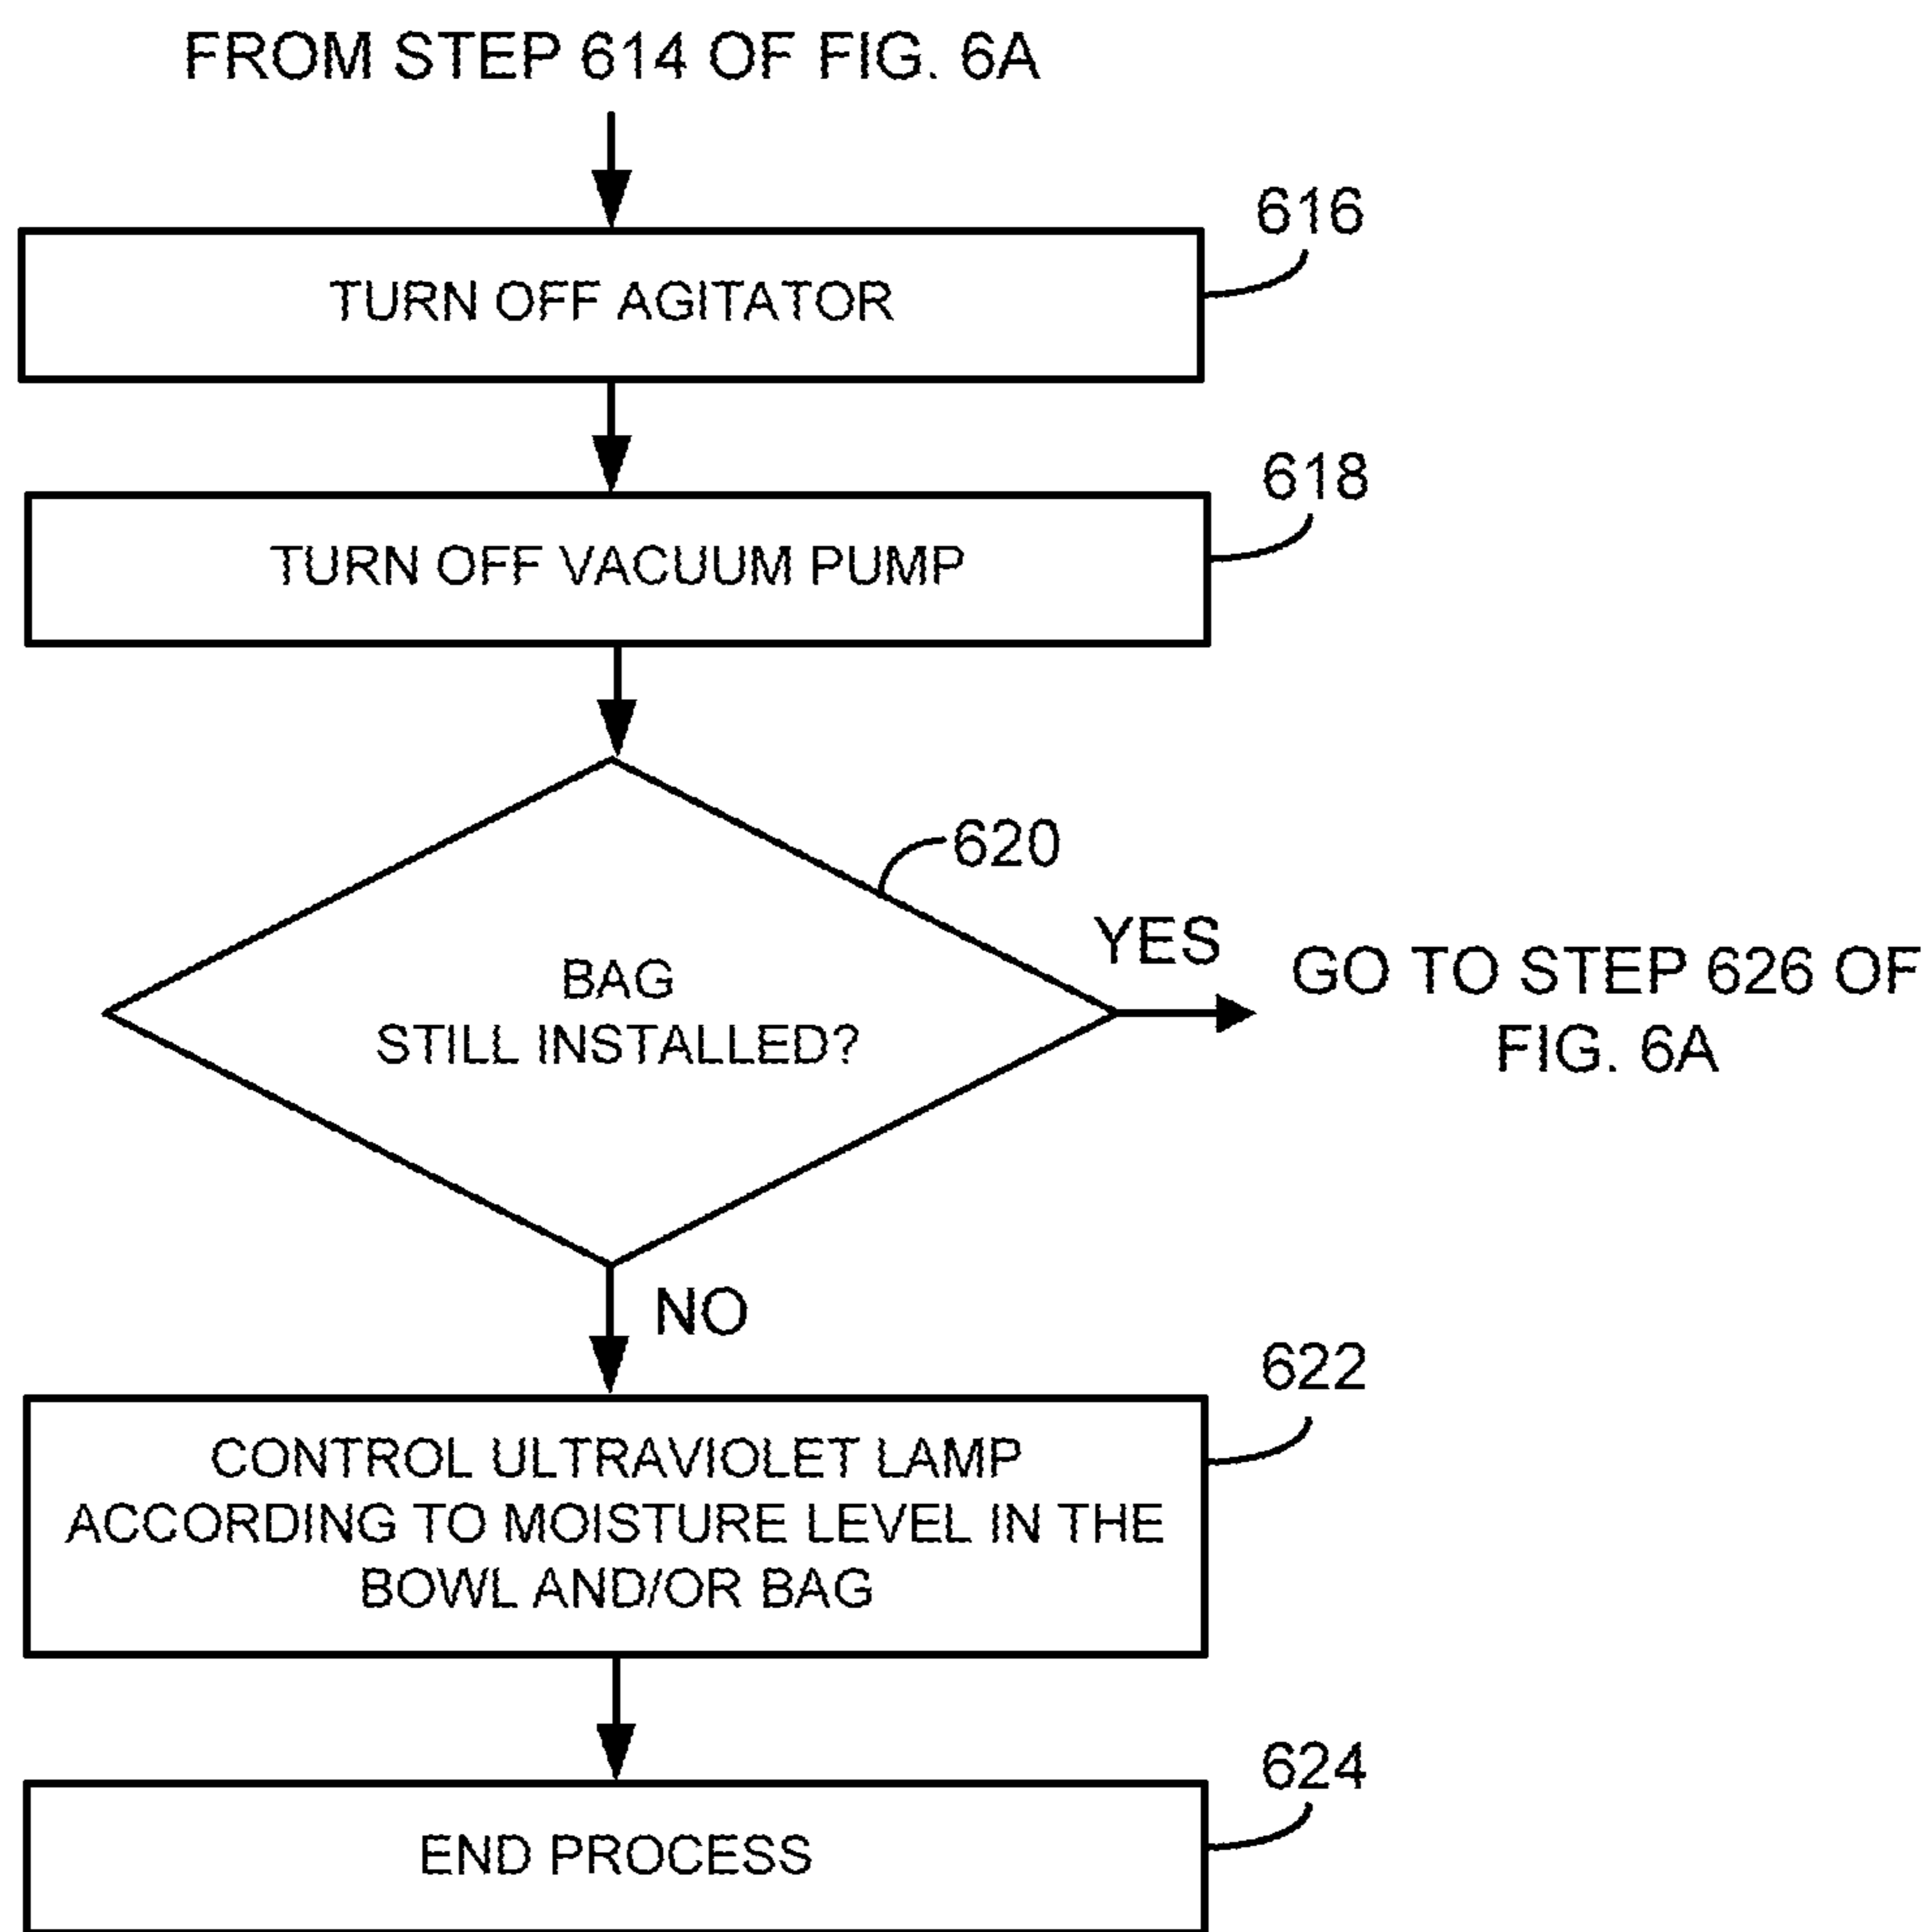 FROM STEP 614 OF FIG. 6A
616
TURN OFF AGITATOR
618
TURN OFF VACUUM PUMP
620
YES
BAG
STILL INSTALLED?
GO TO STEP 626 OF
FIG. 6A
NO
622
CONTROL ULTRAVIOLET LAMP
ACCORDING TO MOISTURE LEVEL IN THE
BOWL AND/OR BAG
624
END PROCESS